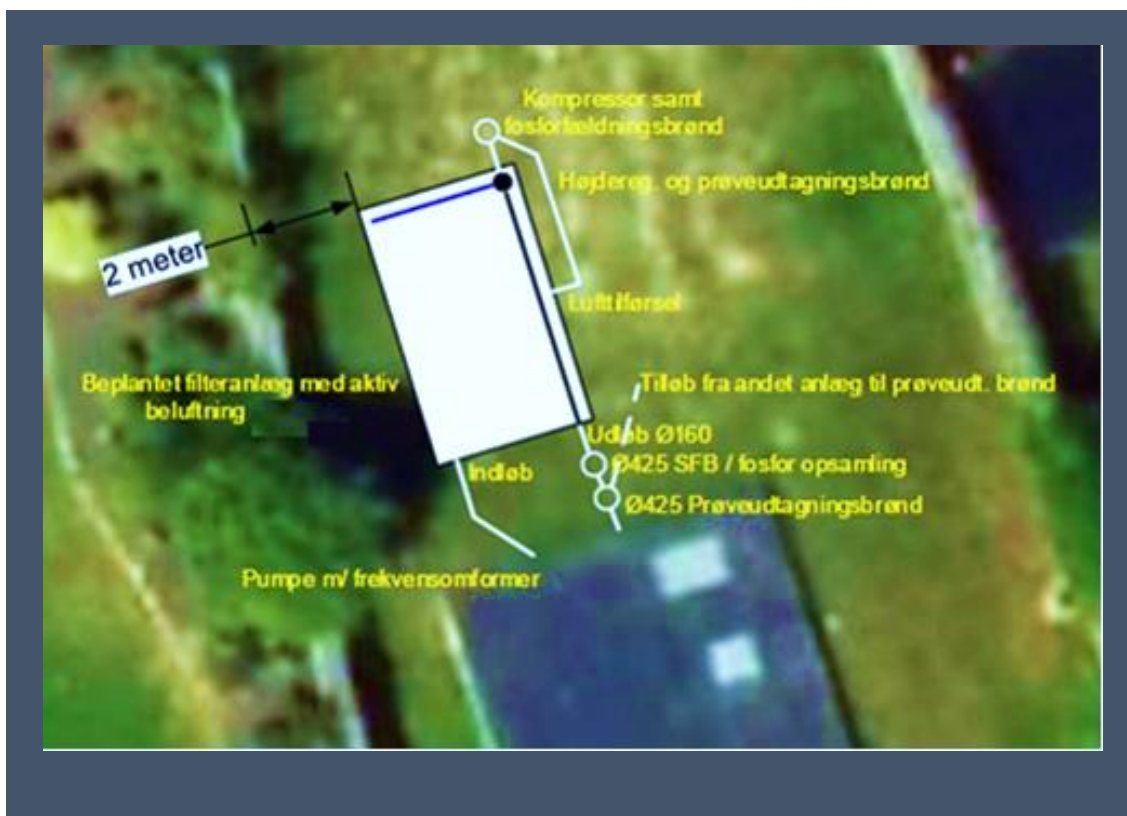 Kompressor samt
fosforfældningsbrønd
Højdereg. og prøveudtagningsbrønd
2 meter
Lufttilførsel
Beplantet filteranlæg med aktiv
beluftning
Tilløb fra andet anlæg til prøveudt. brønd
Udløb Ø160
Indløb
Ø425 SFB / fosfor opsamling
Ø425 Prøveudtagningsbrønd
Pumpe m/ frekvensomformer